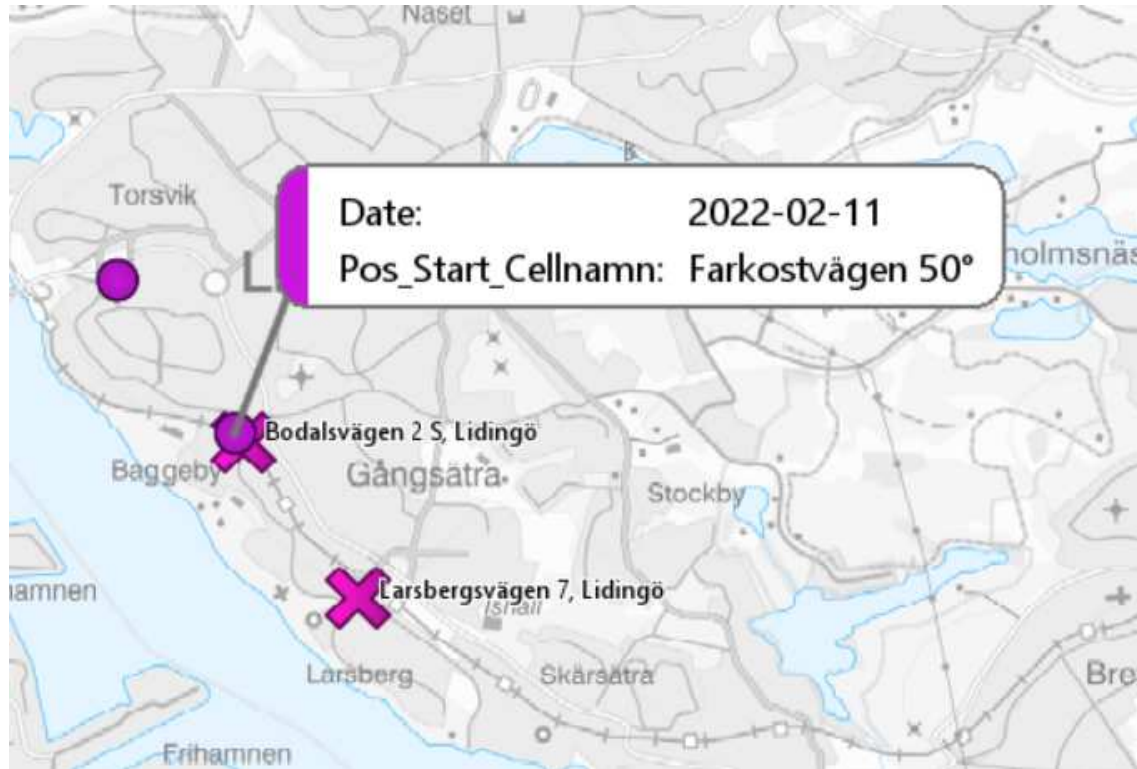 Näset
Torsvik
Date: 2022-02-11
Pos_Start_Cellnamn: Farkostvägen 50°
holmsnäs
L
Bodalsvägen 2 S, Lidingö
Baggeby
Gångsätra
Stockby
amnen
Larsbergsvägen 7, Lidingö
Ishall
Larsberg
Skärsätra
Bre
Frihamnen